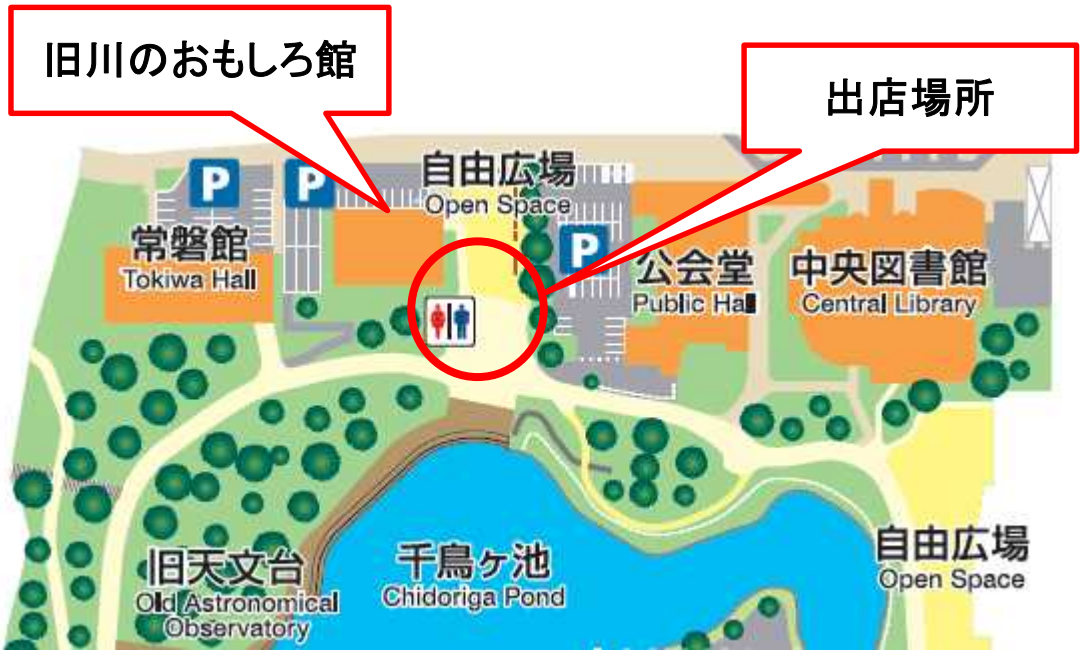 旧川のおもしろ館
出店場所
P
P
自由広場
Open Space
常磐館
Tokiwa Hall
P
公会堂
Public Hall
中央図書館
Central Library
旧天文台
Old Astronomical
Observatory
千鳥ヶ池
Chidoriga Pond
自由広場
Open Space